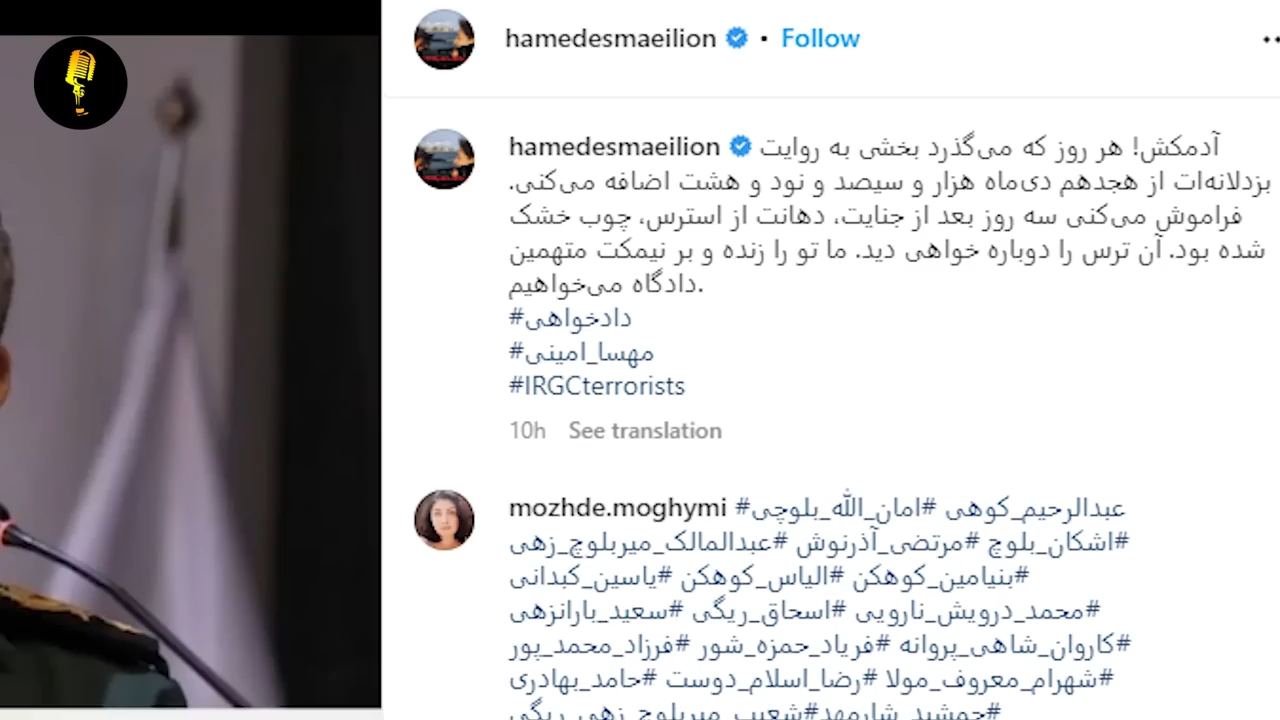 hamedesmaeilion • Follow
hamedesmaeilion آدمکش! هر روز که می‌گذرد بخشی به روایت
بزدلانه‌ات از هجدهم دی‌ماه هزار و سیصد و نود و هشت اضافه می‌کنی.
فراموش می‌کنی سه روز بعد از جنایت، دهانت از استرس، چوب خشک
شده بود. آن ترس را دوباره خواهی دید. ما تو را زنده و بر نیمکت متهمین
دادگاه می‌خواهیم.
#دادخواهی
#مهسا_امینی
#IRGCterrorists
10h See translation
mozhde.moghymi #عبدالرحیم_کوهی #امان_الله_بلوچی
#اشکان_بلوچ #مرتضی_آذرنوش #عبدالمالک_میربلوچ_زهی
#بنیامین_کوهکن #الیاس_کوهکن #یاسین_کبدانی
#محمد_درویش_نارویی #اسحاق_ریگی #سعید_بارانزهی
#کاروان_شاهی_پروانه #فریاد_حمزه_شور #فرزاد_محمد_پور
#شهرام_معروف_مولا #رضا_اسلام_دوست #حامد_بهادری
#جمشید_شارمهد#شعیب_میربلوچ_زهی_ریگی